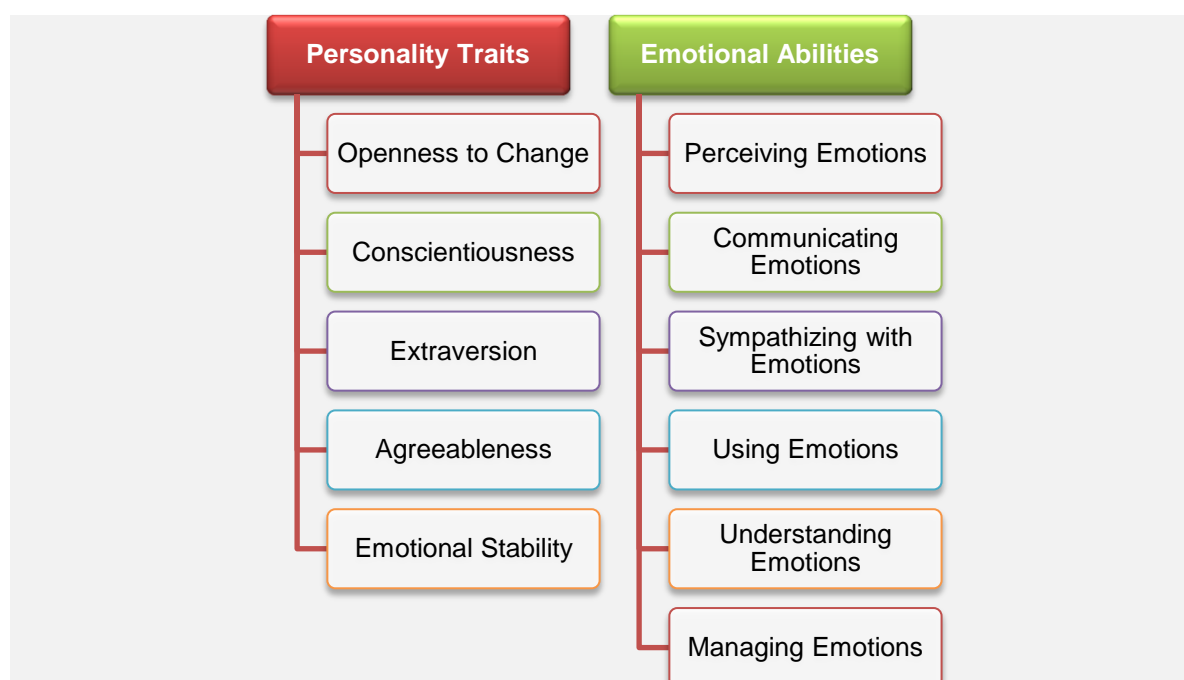 Personality Traits
Openness to Change
Conscientiousness
Extraversion
Agreeableness
Emotional Stability
Emotional Abilities
Perceiving Emotions
Communicating
Emotions
Sympathizing with
Emotions
Using Emotions
Understanding
Emotions
Managing Emotions